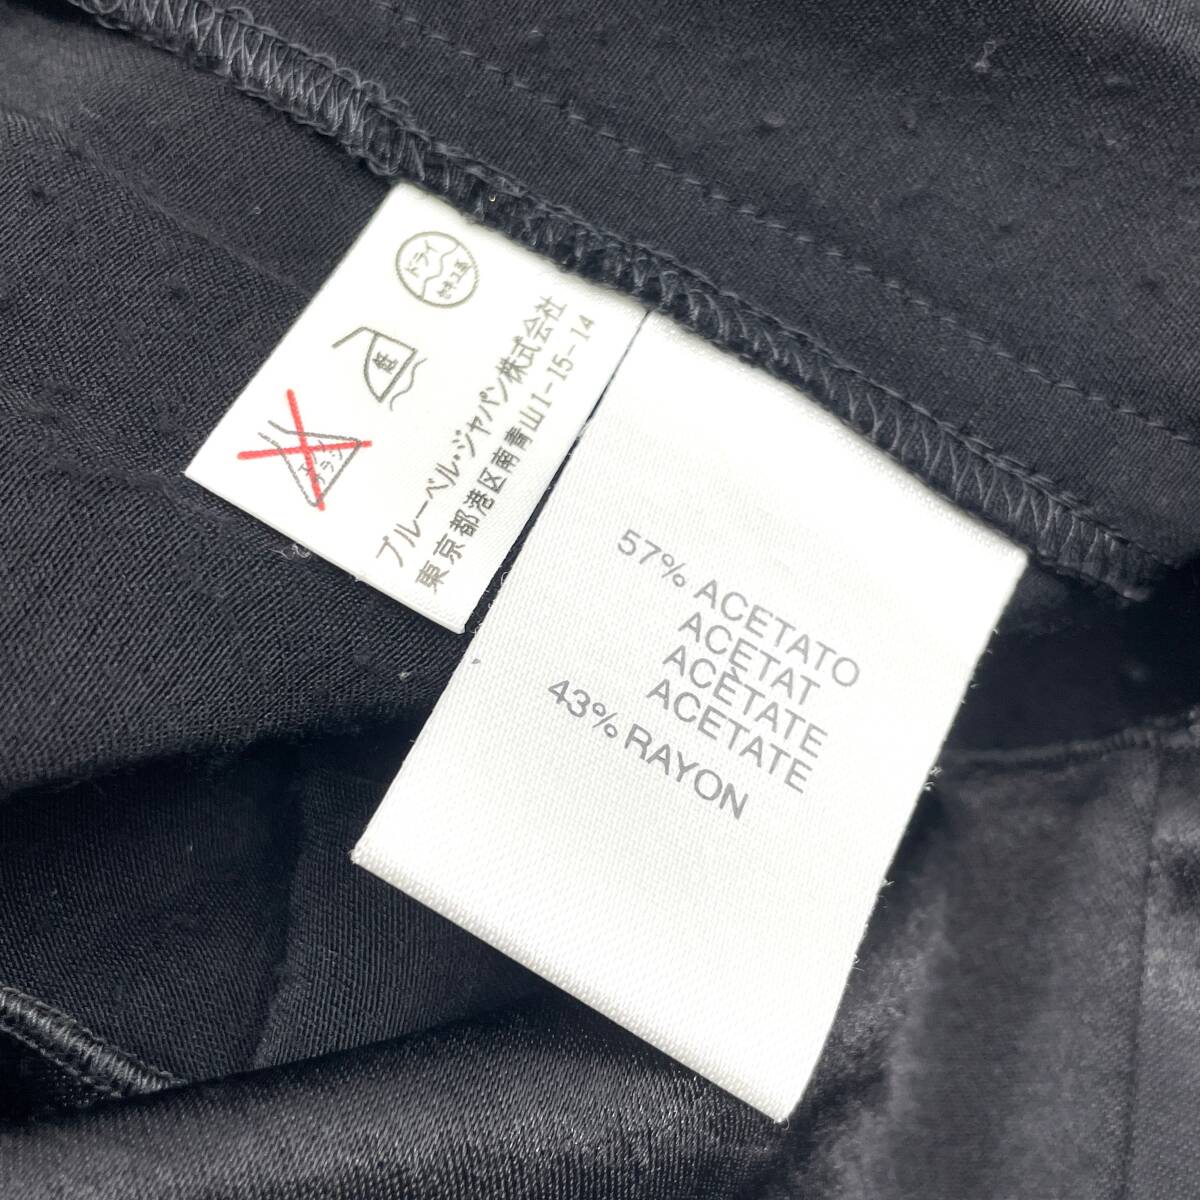 ドライ
セキユ系
低
エンソ
サラシ
ブルーベル・ジャパン株式会社
東京都港区南青山1-15-14
57% ACETATO
ACETAT
ACETATE
ACETATE
43% RAYON